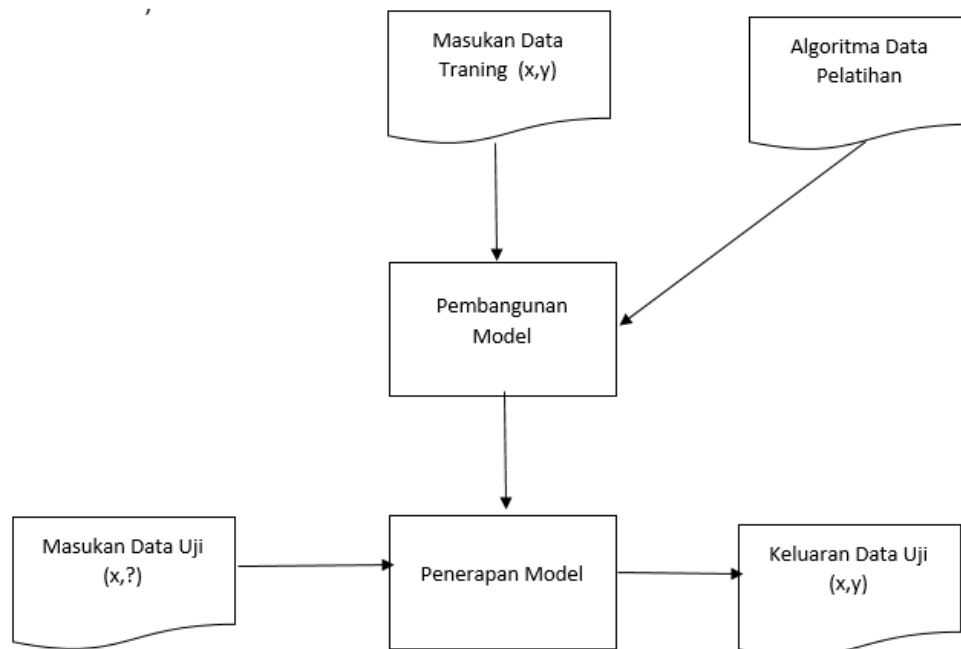 ,
Masukan Data
Traning (x,y)
Algoritma Data
Pelatihan
Pembangunan
Model
Masukan Data Uji
(x,?)
Penerapan Model
Keluaran Data Uji
(x,y)